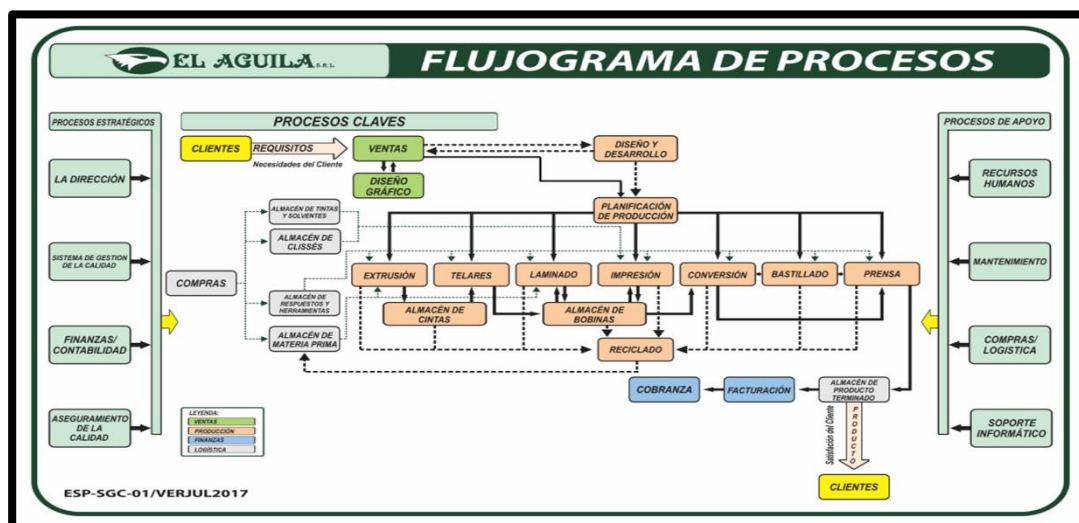 EL AGUILA S.R.L.
FLUJOGRAMA DE PROCESOS
PROCESOS ESTRATÉGICOS
LA DIRECCIÓN
SISTEMA DE GESTION
DE LA CALIDAD
FINANZAS/
CONTABILIDAD
ASEGURAMIENTO
DE LA
CALIDAD
PROCESOS CLAVES
CLIENTES
REQUISITOS
Necesidades del Cliente
VENTAS
DISEÑO
GRÁFICO
DISEÑO Y
DESARROLLO
PLANIFICACIÓN
DE PRODUCCIÓN
COMPRAS
ALMACÉN DE TINTAS
Y SOLVENTES
ALMACÉN DE
CLISSÉS
ALMACÉN DE
RESPUESTOS Y
HERRAMIENTAS
ALMACÉN DE
MATERIA PRIMA
EXTRUSIÓN
TELARES
LAMINADO
IMPRESIÓN
CONVERSIÓN
BASTILLADO
PRENSA
ALMACÉN DE
CINTAS
ALMACÉN DE
BOBINAS
RECICLADO
COBRANZA
FACTURACIÓN
ALMACÉN DE
PRODUCTO
TERMINADO
Satisfacción del Cliente
PRODUCTO
CLIENTES
PROCESOS DE APOYO
RECURSOS
HUMANOS
MANTENIMIENTO
COMPRAS/
LOGISTICA
SOPORTE
INFORMÁTICO
LEYENDA:
VENTAS
PRODUCCIÓN
FINANZAS
LOGÍSTICA
ESP-SGC-01/VERJUL2017